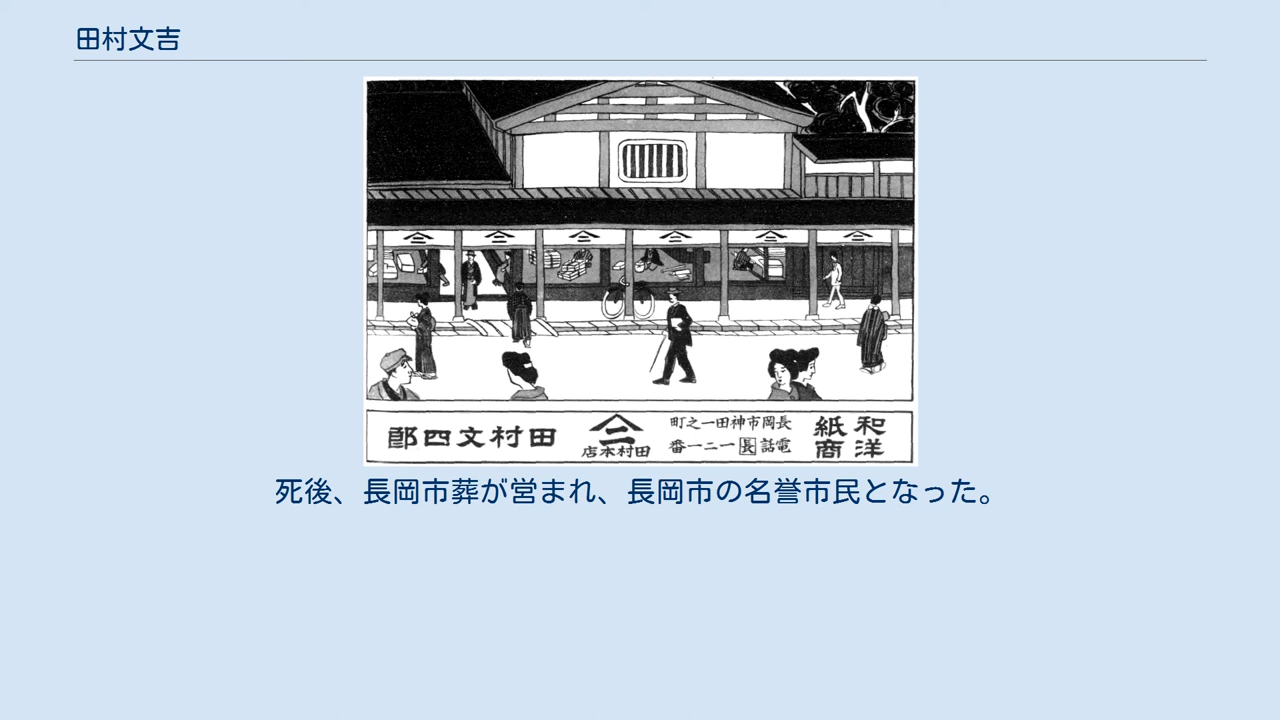 田村文吉
和洋
紙商
長岡市神田一之町
電話長一二一番
田村本店
田村文四郎
死後、長岡市葬が営まれ、長岡市の名誉市民となった。